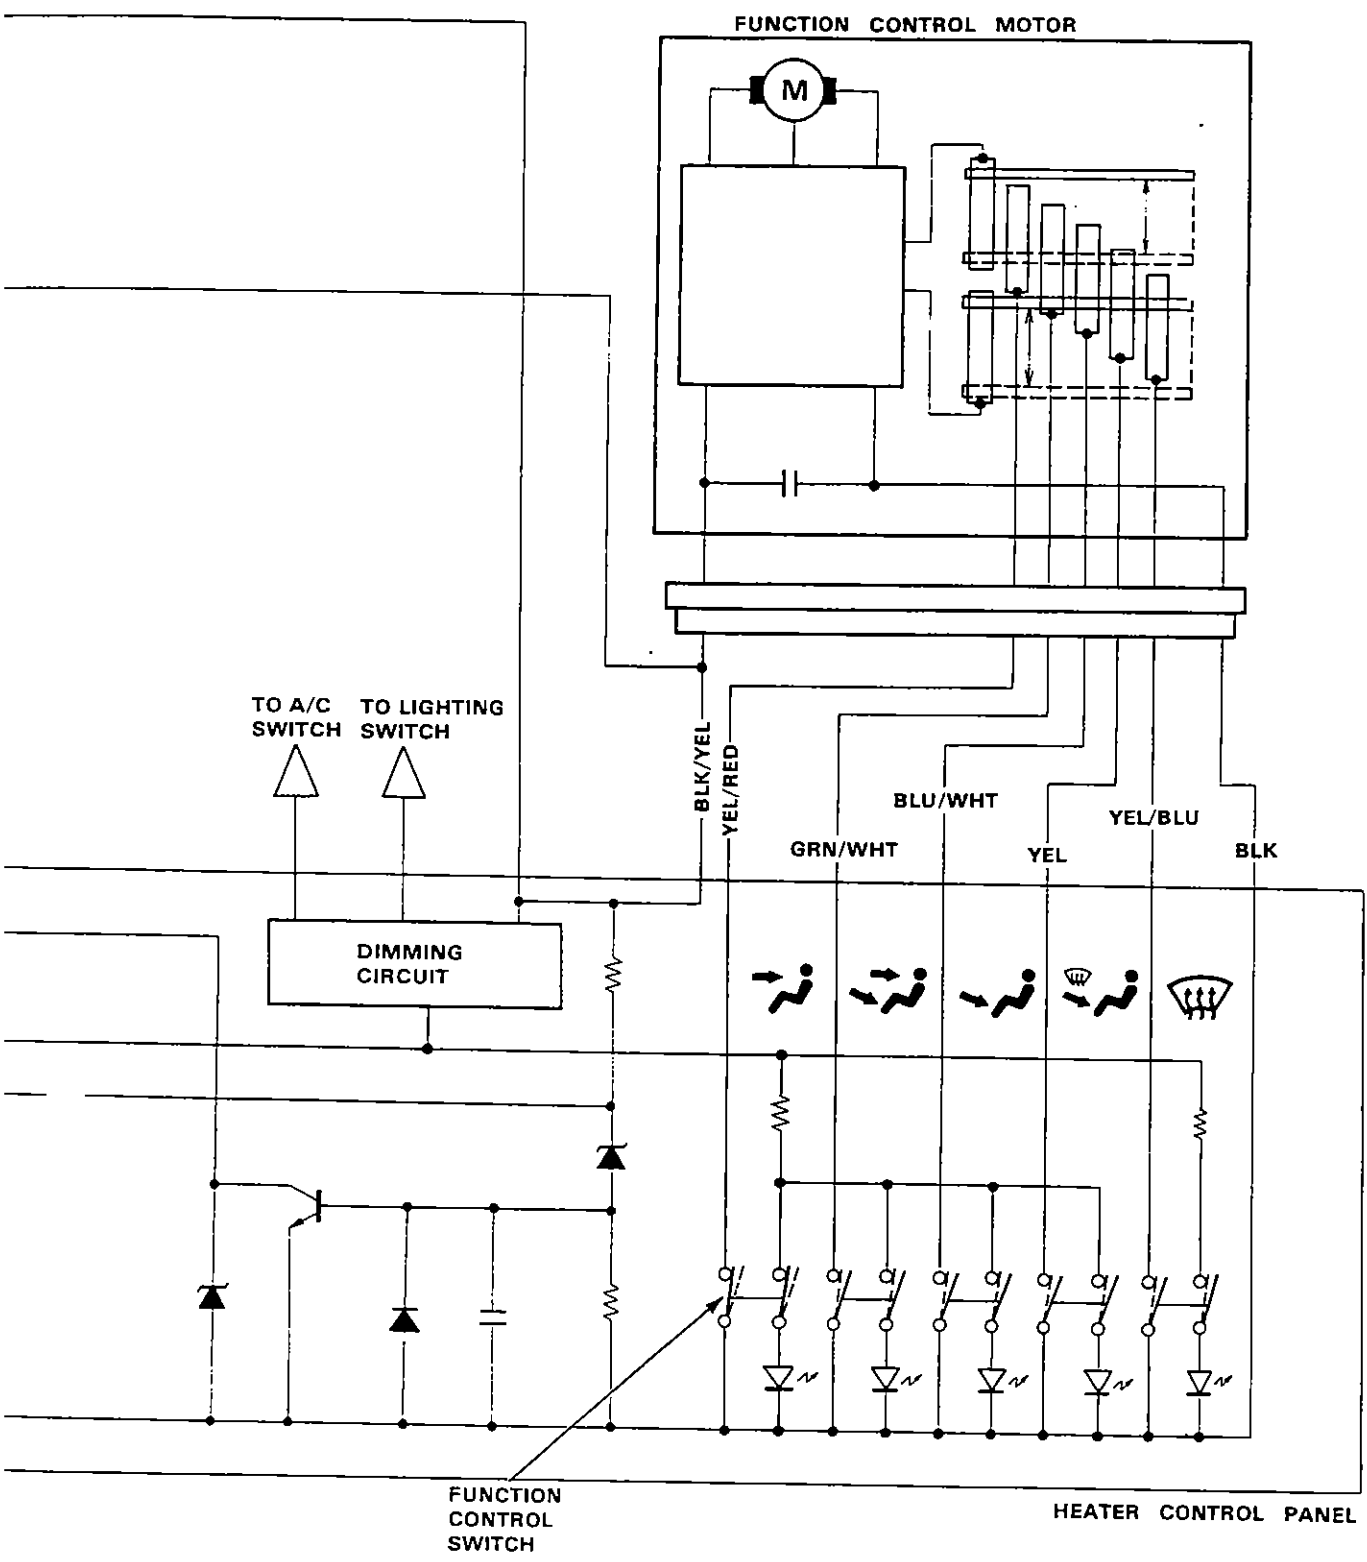 FUNCTION CONTROL MOTOR
M
TO A/C
SWITCH
TO LIGHTING
SWITCH
BLK/YEL
YEL/RED
BLU/WHT
YEL/BLU
GRN/WHT
YEL
BLK
DIMMING
CIRCUIT
FUNCTION
CONTROL
SWITCH
HEATER CONTROL PANEL